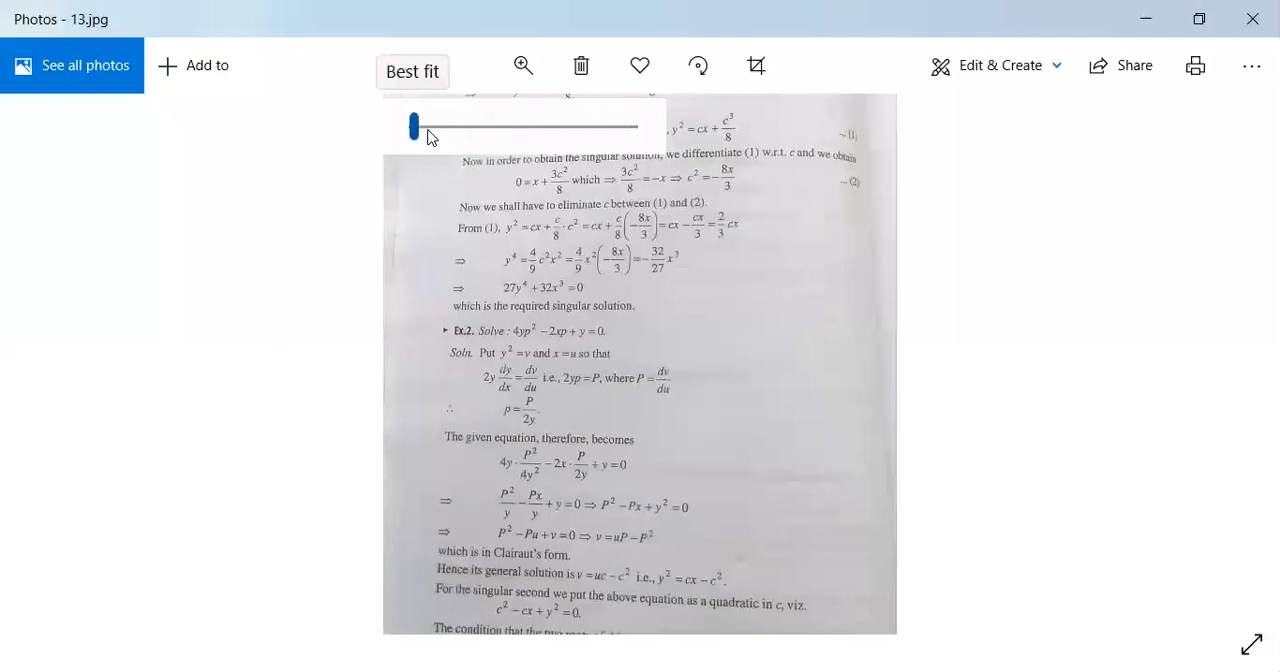 Photos - 13.jpg
See all photos
Add to
Best fit
Edit & Create
Share
, y² = cx + c³/8 ~(1)
Now in order to obtain the singular solution, we differentiate (1) w.r.t. c and we obtain
0 = x + 3c²/8 which ⇒ 3c²/8 = -x ⇒ c² = -8x/3 ~(2)
Now we shall have to eliminate c between (1) and (2).
From (1), y² = cx + c/8 · c² = cx + c/8(-8x/3) = cx - cx/3 = 2/3 cx
⇒ y⁴ = 4/9 c²x² = 4/9 x²(-8x/3) = -32/27 x³
⇒ 27y⁴ + 32x³ = 0
which is the required singular solution.
▸ Ex.2. Solve : 4yp² - 2xp + y = 0.
Soln. Put y² = v and x = u so that
2y dy/dx = dv/du i.e., 2yp = P, where P = dv/du
∴ p = P/2y.
The given equation, therefore, becomes
4y · P²/4y² - 2x · P/2y + y = 0
⇒ P²/y - Px/y + y = 0 ⇒ P² - Px + y² = 0
⇒ P² - Pu + v = 0 ⇒ v = uP - P²
which is in Clairaut's form.
Hence its general solution is v = uc - c² i.e., y² = cx - c².
For the singular second we put the above equation as a quadratic in c, viz.
c² - cx + y² = 0.
The condition that the two